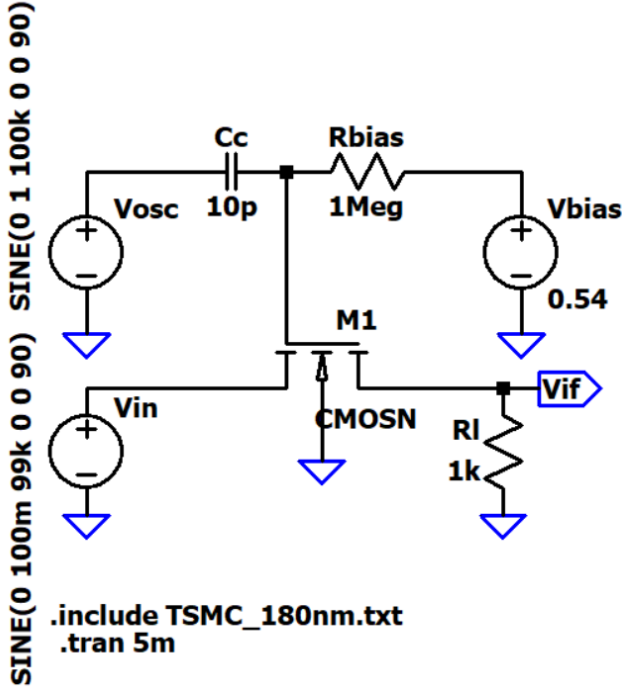 SINE(0 1 100k 0 0 90)
SINE(0 100m 99k 0 0 90)
Cc
10p
Rbias
1Meg
Vosc
Vbias
0.54
M1
CMOSN
Vin
Vif
Rl
1k
.include TSMC_180nm.txt
.tran 5m